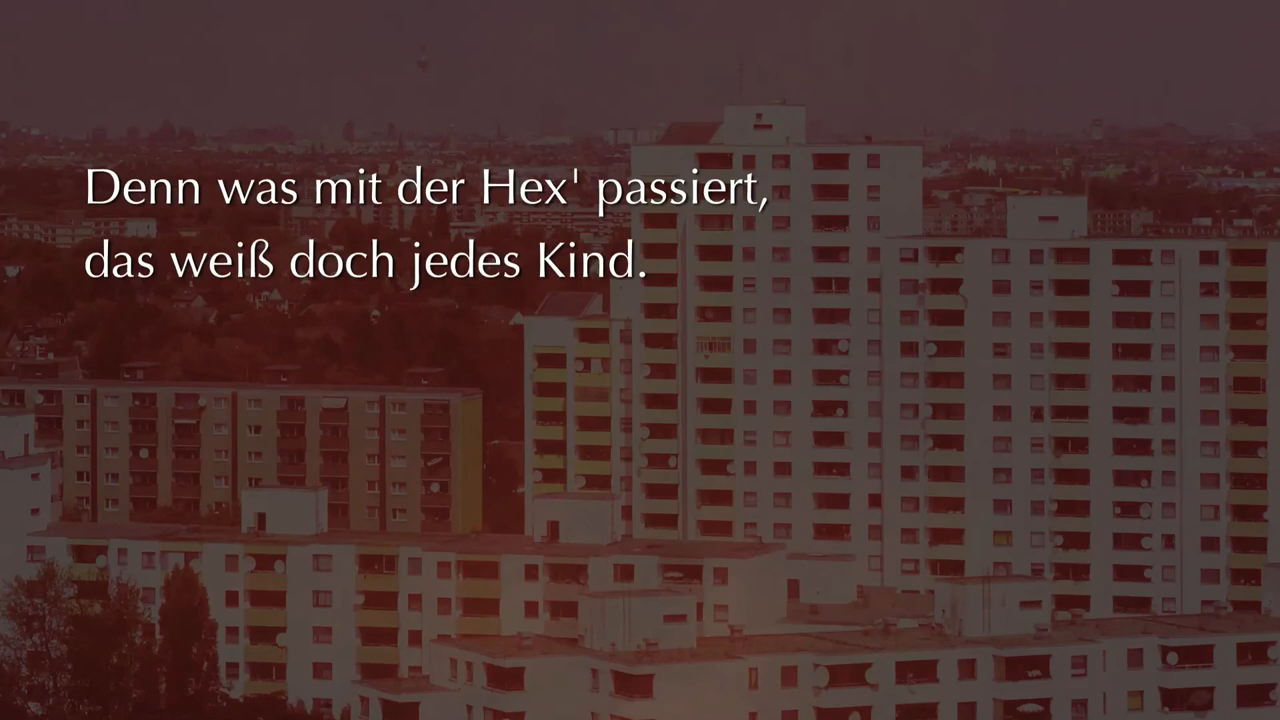 Denn was mit der Hex' passiert,
das weiß doch jedes Kind.